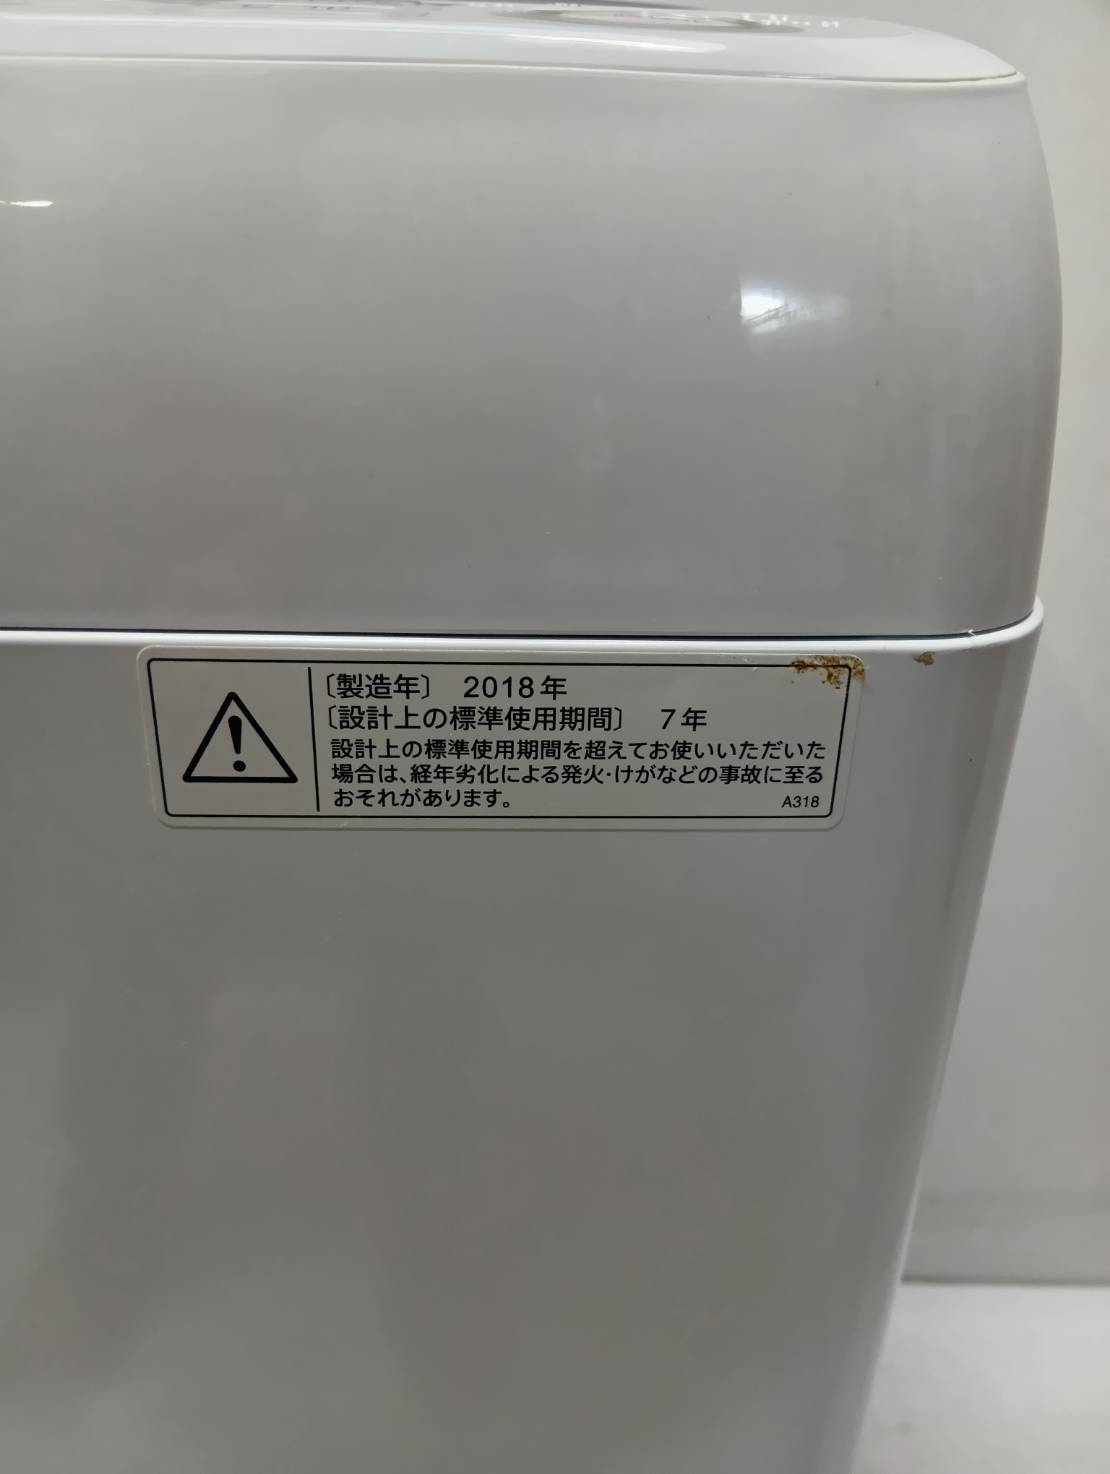 〔製造年〕 2018年
〔設計上の標準使用期間〕 7年
設計上の標準使用期間を超えてお使いいただいた
場合は、経年劣化による発火・けがなどの事故に至る
おそれがあります。 A318